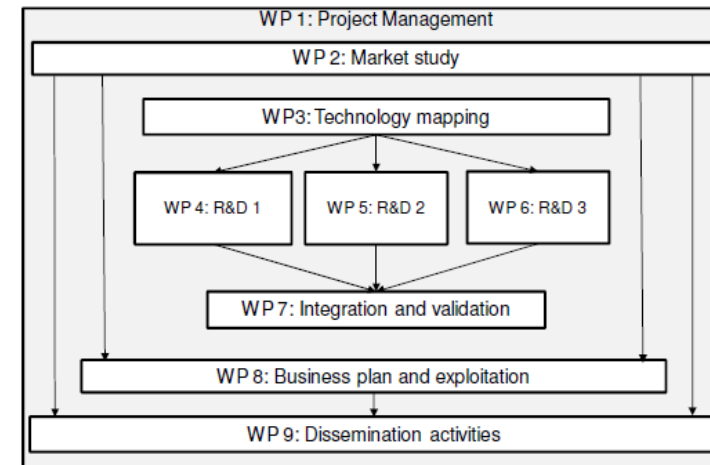 WP 1: Project Management
WP 2: Market study
WP3: Technology mapping
WP 4: R&D 1
WP 5: R&D 2
WP 6: R&D 3
WP 7: Integration and validation
WP 8: Business plan and exploitation
WP 9: Dissemination activities